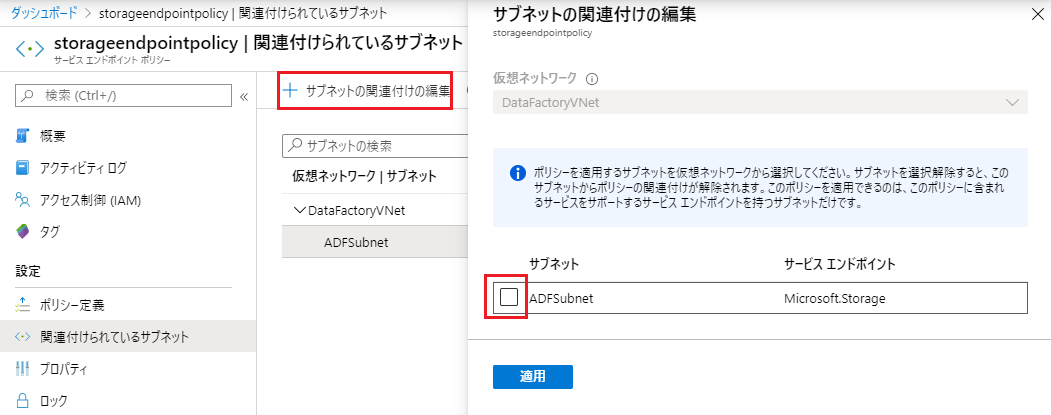 ダッシュボード > storageendpointpolicy | 関連付けられているサブネット
storageendpointpolicy | 関連付けられているサブネット
サービス エンドポイント ポリシー
検索 (Ctrl+/)
«
概要
アクティビティ ログ
アクセス制御 (IAM)
タグ
設定
ポリシー定義
関連付けられているサブネット
プロパティ
ロック
+ サブネットの関連付けの編集
サブネットの検索
仮想ネットワーク | サブネット
DataFactoryVNet
ADFSubnet
サブネットの関連付けの編集
storageendpointpolicy
仮想ネットワーク
DataFactoryVNet
ポリシーを適用するサブネットを仮想ネットワークから選択してください。サブネットを選択解除すると、この
サブネットからポリシーの関連付けが解除されます。このポリシーを適用できるのは、このポリシーに含まれ
るサービスをサポートするサービス エンドポイントを持つサブネットだけです。
サブネット サービス エンドポイント
ADFSubnet Microsoft.Storage
適用